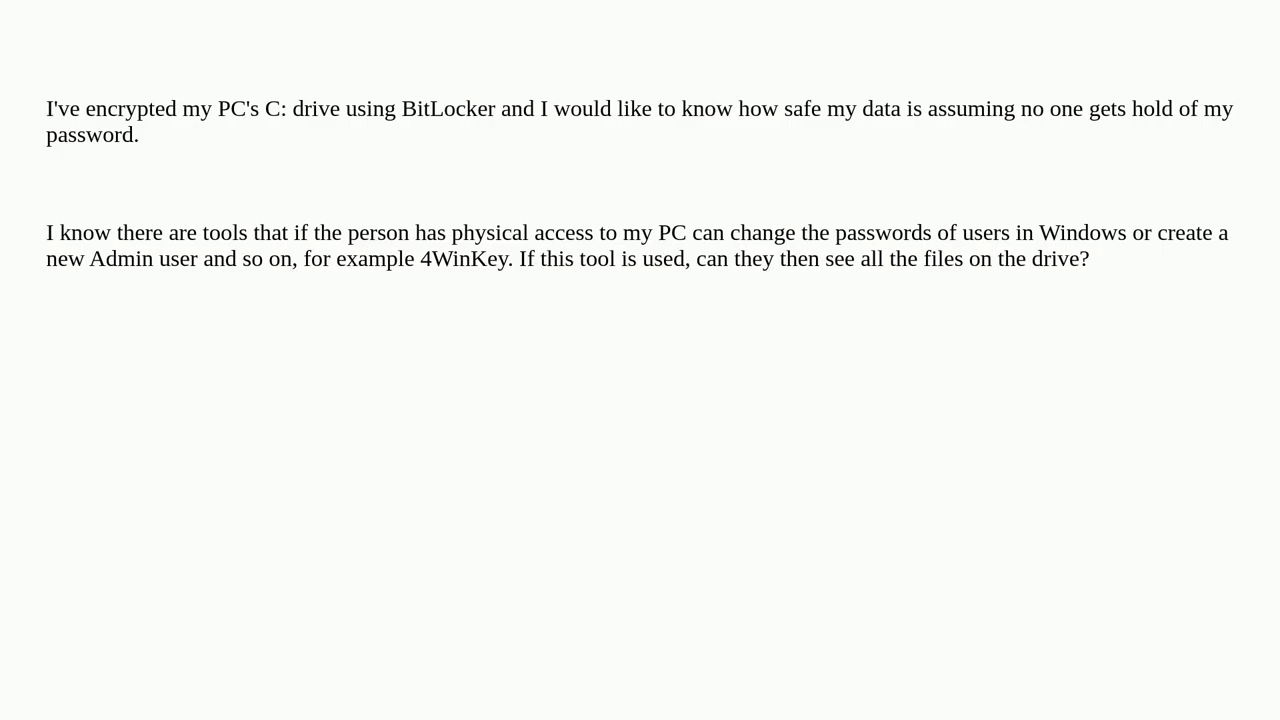 I've encrypted my PC's C: drive using BitLocker and I would like to know how safe my data is assuming no one gets hold of my
password.
I know there are tools that if the person has physical access to my PC can change the passwords of users in Windows or create a
new Admin user and so on, for example 4WinKey. If this tool is used, can they then see all the files on the drive?